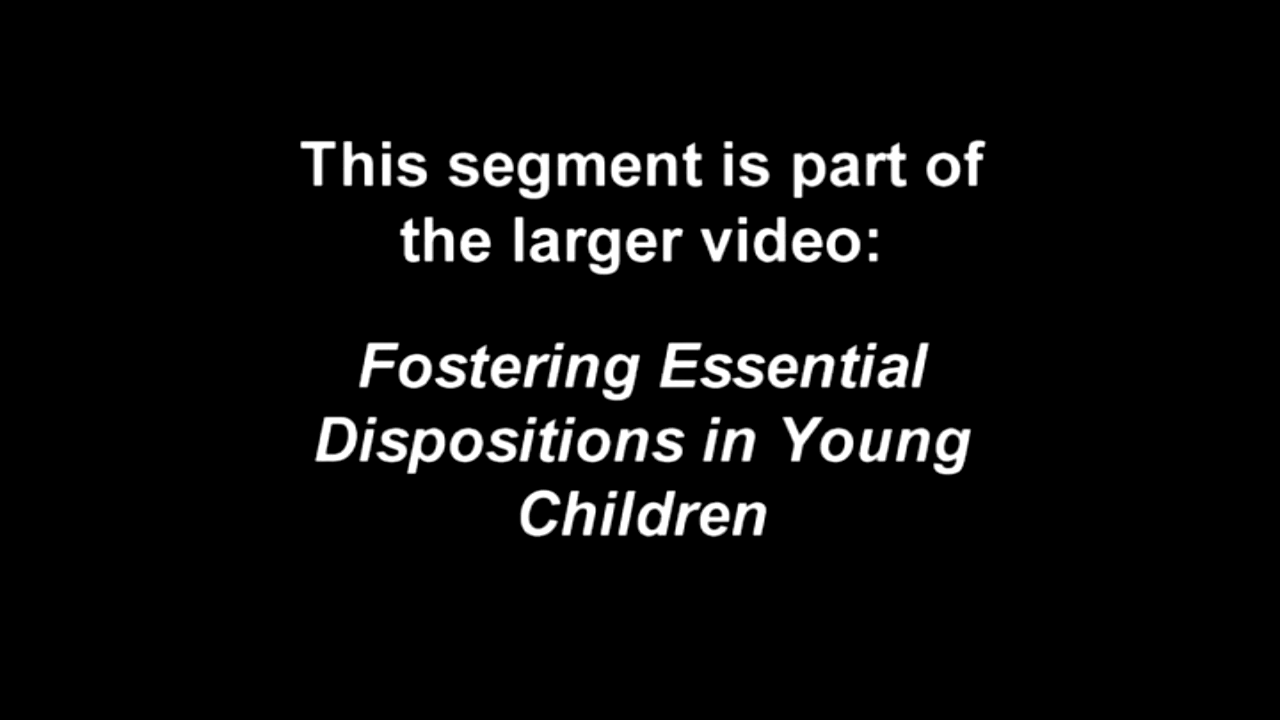 This segment is part of
the larger video:
Fostering Essential
Dispositions in Young
Children